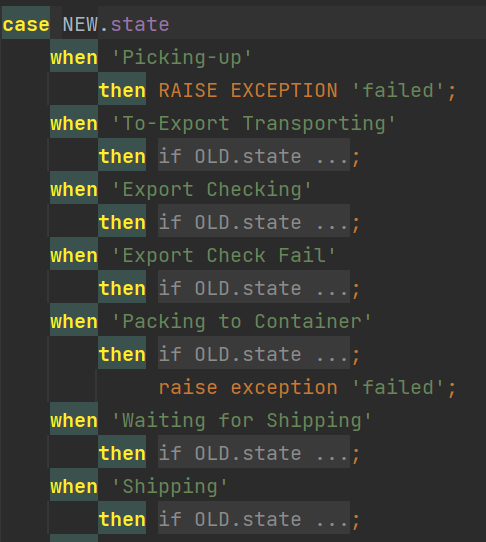 case NEW.state
when 'Picking-up'
then RAISE EXCEPTION 'failed';
when 'To-Export Transporting'
then if OLD.state ...;
when 'Export Checking'
then if OLD.state ...;
when 'Export Check Fail'
then if OLD.state ...;
when 'Packing to Container'
then if OLD.state ...;
raise exception 'failed';
when 'Waiting for Shipping'
then if OLD.state ...;
when 'Shipping'
then if OLD.state ...;